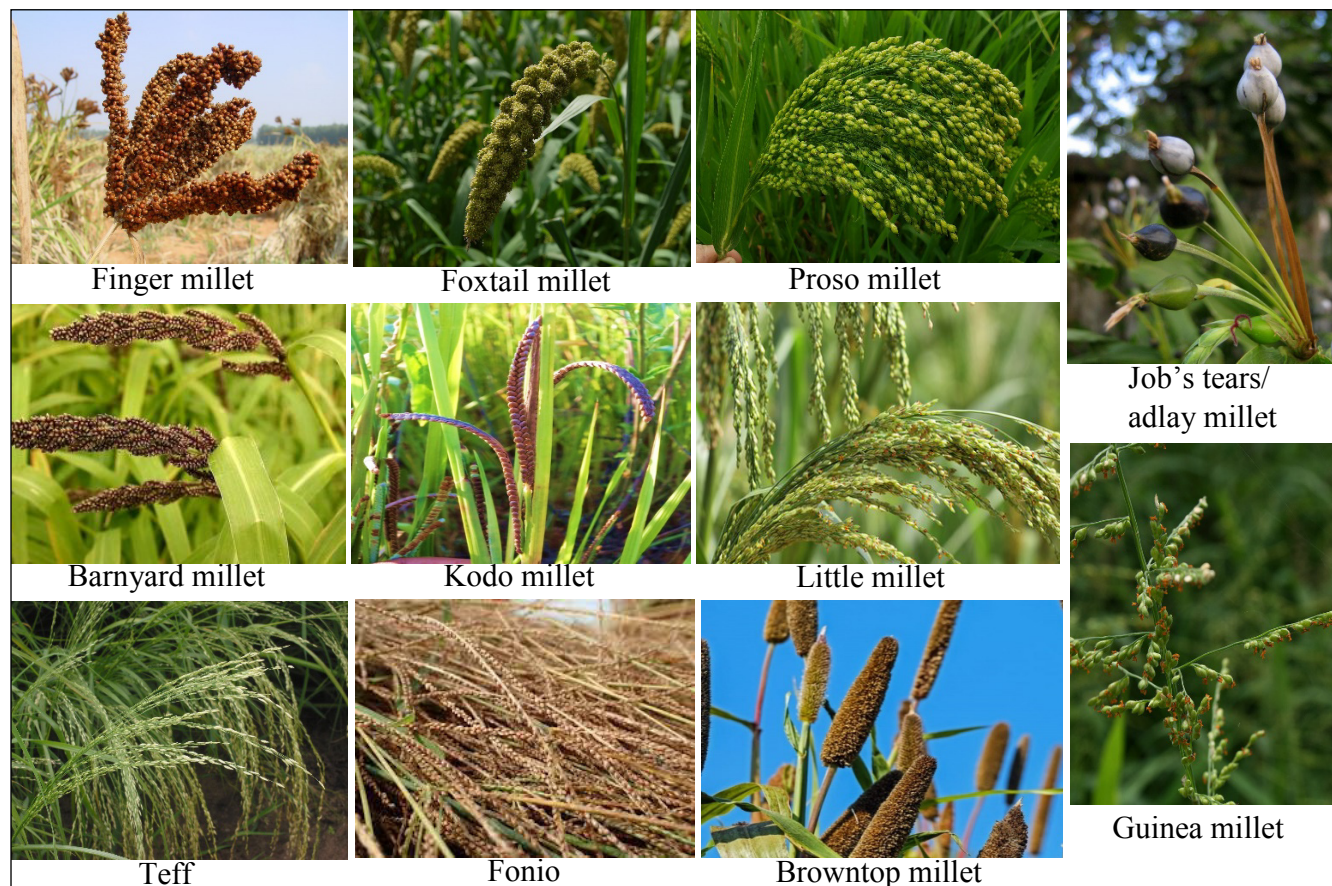 Finger millet
Foxtail millet
Proso millet
Job’s tears/
adlay millet
Barnyard millet
Kodo millet
Little millet
Guinea millet
Teff
Fonio
Browntop millet